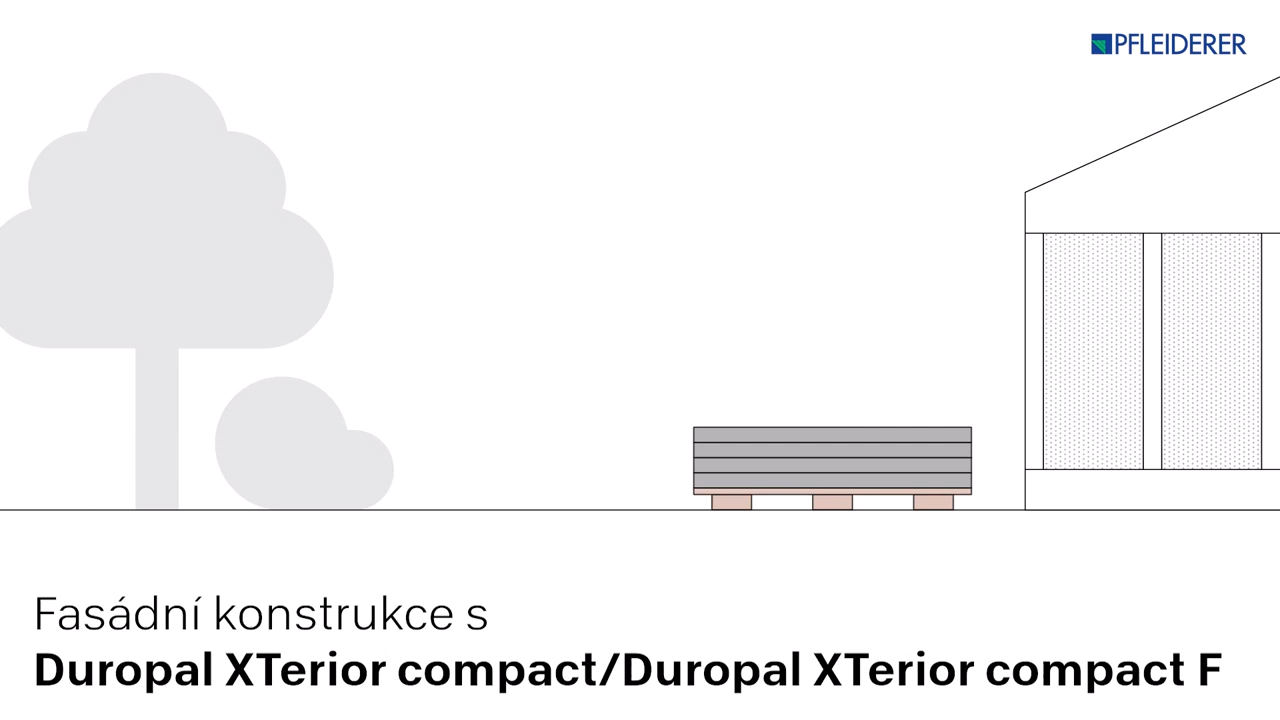 PFLEIDERER
Fasádní konstrukce s
Duropal XTerior compact/Duropal XTerior compact F